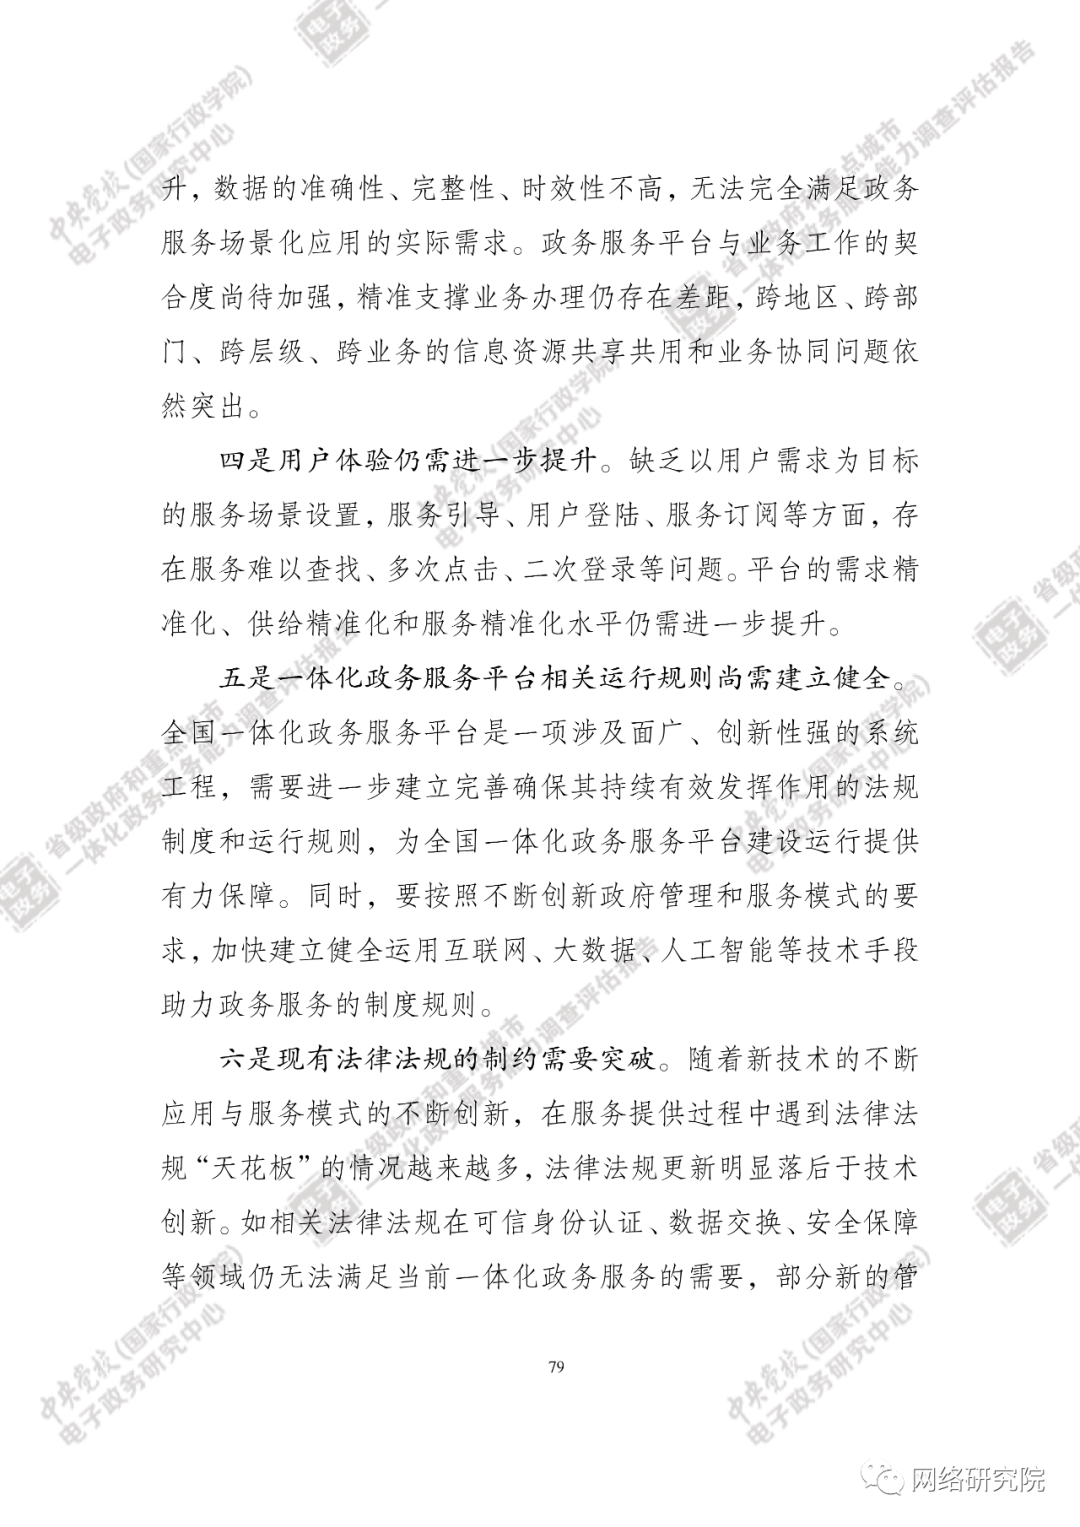 升，数据的准确性、完整性、时效性不高，无法完全满足政务
服务场景化应用的实际需求。政务服务平台与业务工作的契
合度尚待加强，精准支撑业务办理仍存在差距，跨地区、跨部
门、跨层级、跨业务的信息资源共享共用和业务协同问题依
然突出。
四是用户体验仍需进一步提升。缺乏以用户需求为目标
的服务场景设置，服务引导、用户登陆、服务订阅等方面，存
在服务难以查找、多次点击、二次登录等问题。平台的需求精
准化、供给精准化和服务精准化水平仍需进一步提升。
五是一体化政务服务平台相关运行规则尚需建立健全。
全国一体化政务服务平台是一项涉及面广、创新性强的系统
工程，需要进一步建立完善确保其持续有效发挥作用的法规
制度和运行规则，为全国一体化政务服务平台建设运行提供
有力保障。同时，要按照不断创新政府管理和服务模式的要
求，加快建立健全运用互联网、大数据、人工智能等技术手段
助力政务服务的制度规则。
六是现有法律法规的制约需要突破。随着新技术的不断
应用与服务模式的不断创新，在服务提供过程中遇到法律法
规“天花板”的情况越来越多，法律法规更新明显落后于技术
创新。如相关法律法规在可信身份认证、数据交换、安全保障
等领域仍无法满足当前一体化政务服务的需要，部分新的管
79
网络研究院
中央党校（国家行政学院）
电子政务研究中心
电子政务
省级政府和重点城市
一体化政务服务能力调查评估报告